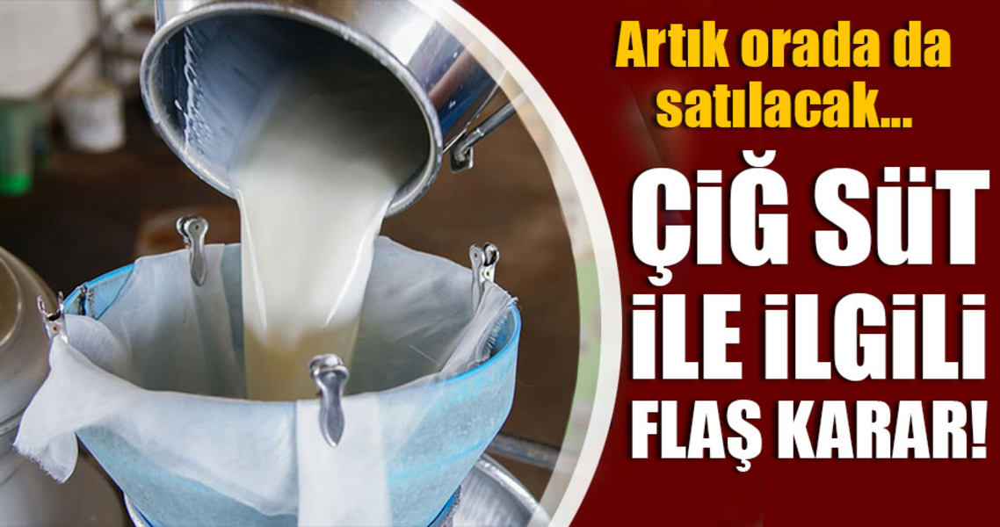 Artık orada da
satılacak...
ÇİĞ SÜT
İLE İLGİLİ
FLAŞ KARAR!